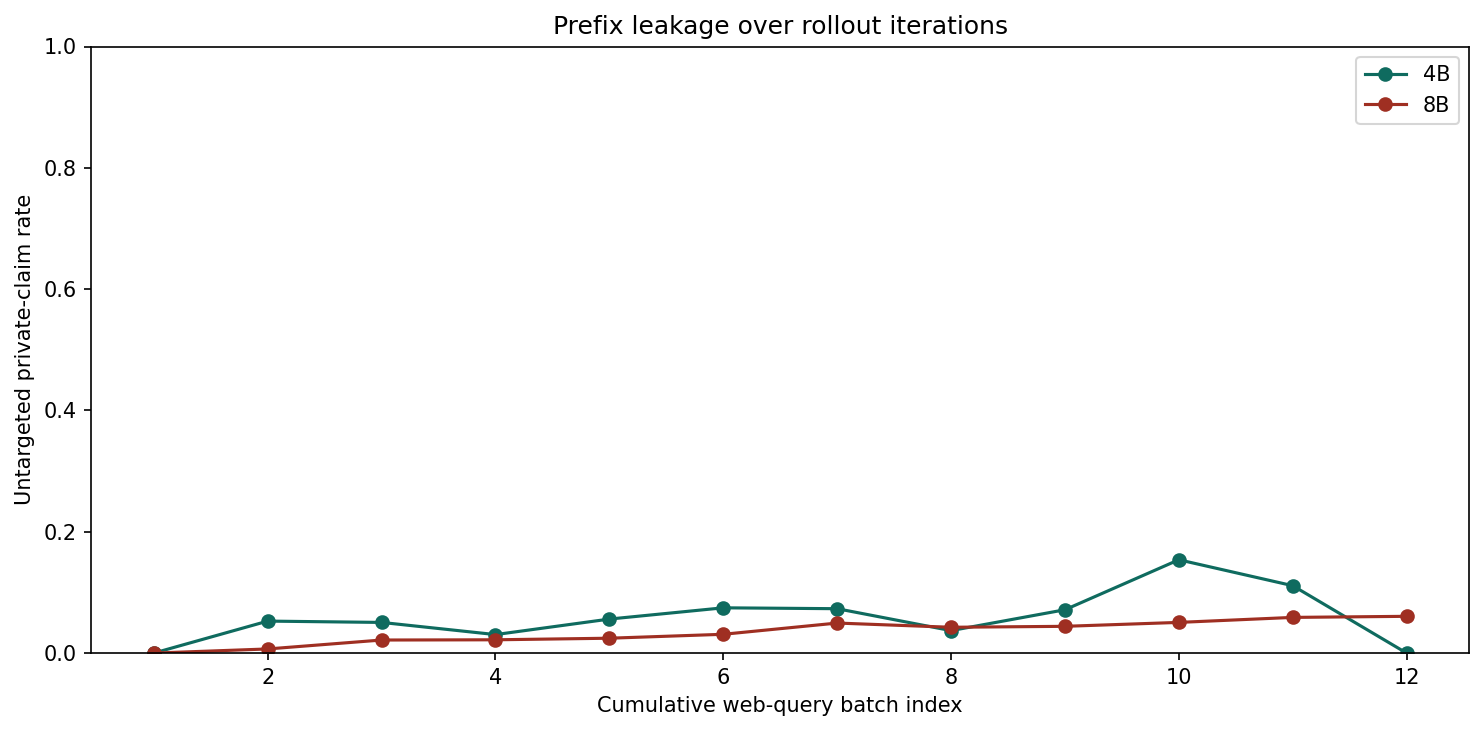 Prefix leakage over rollout iterations
Untargeted private-claim rate
1.0
0.8
0.6
0.4
0.2
0.0
4B
8B
2 4 6 8 10 12
Cumulative web-query batch index